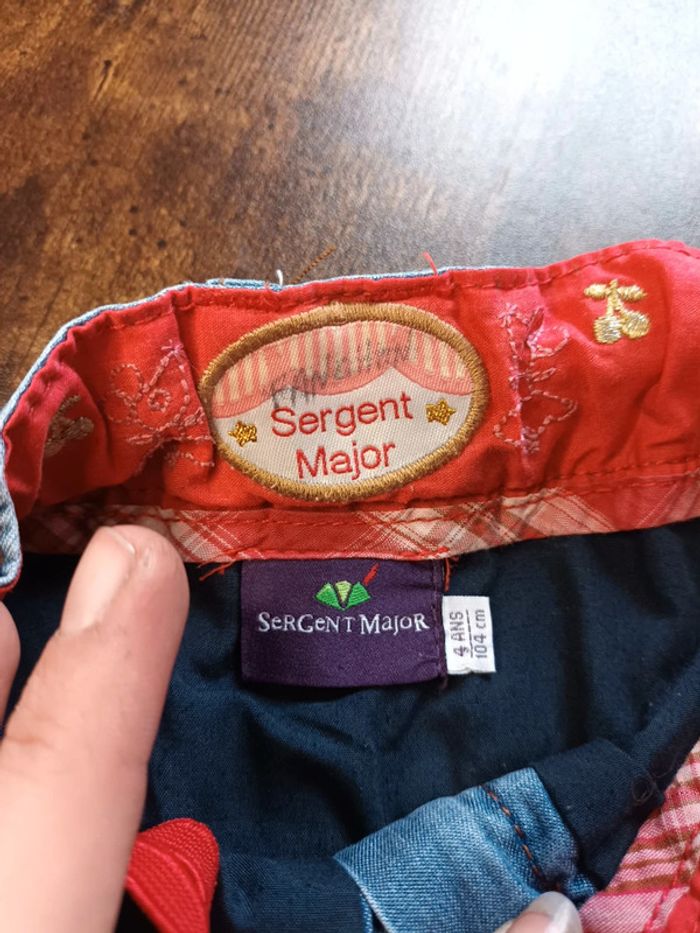 Sergent
Major
SERGENT MAJOR
4 ANS
104 cm